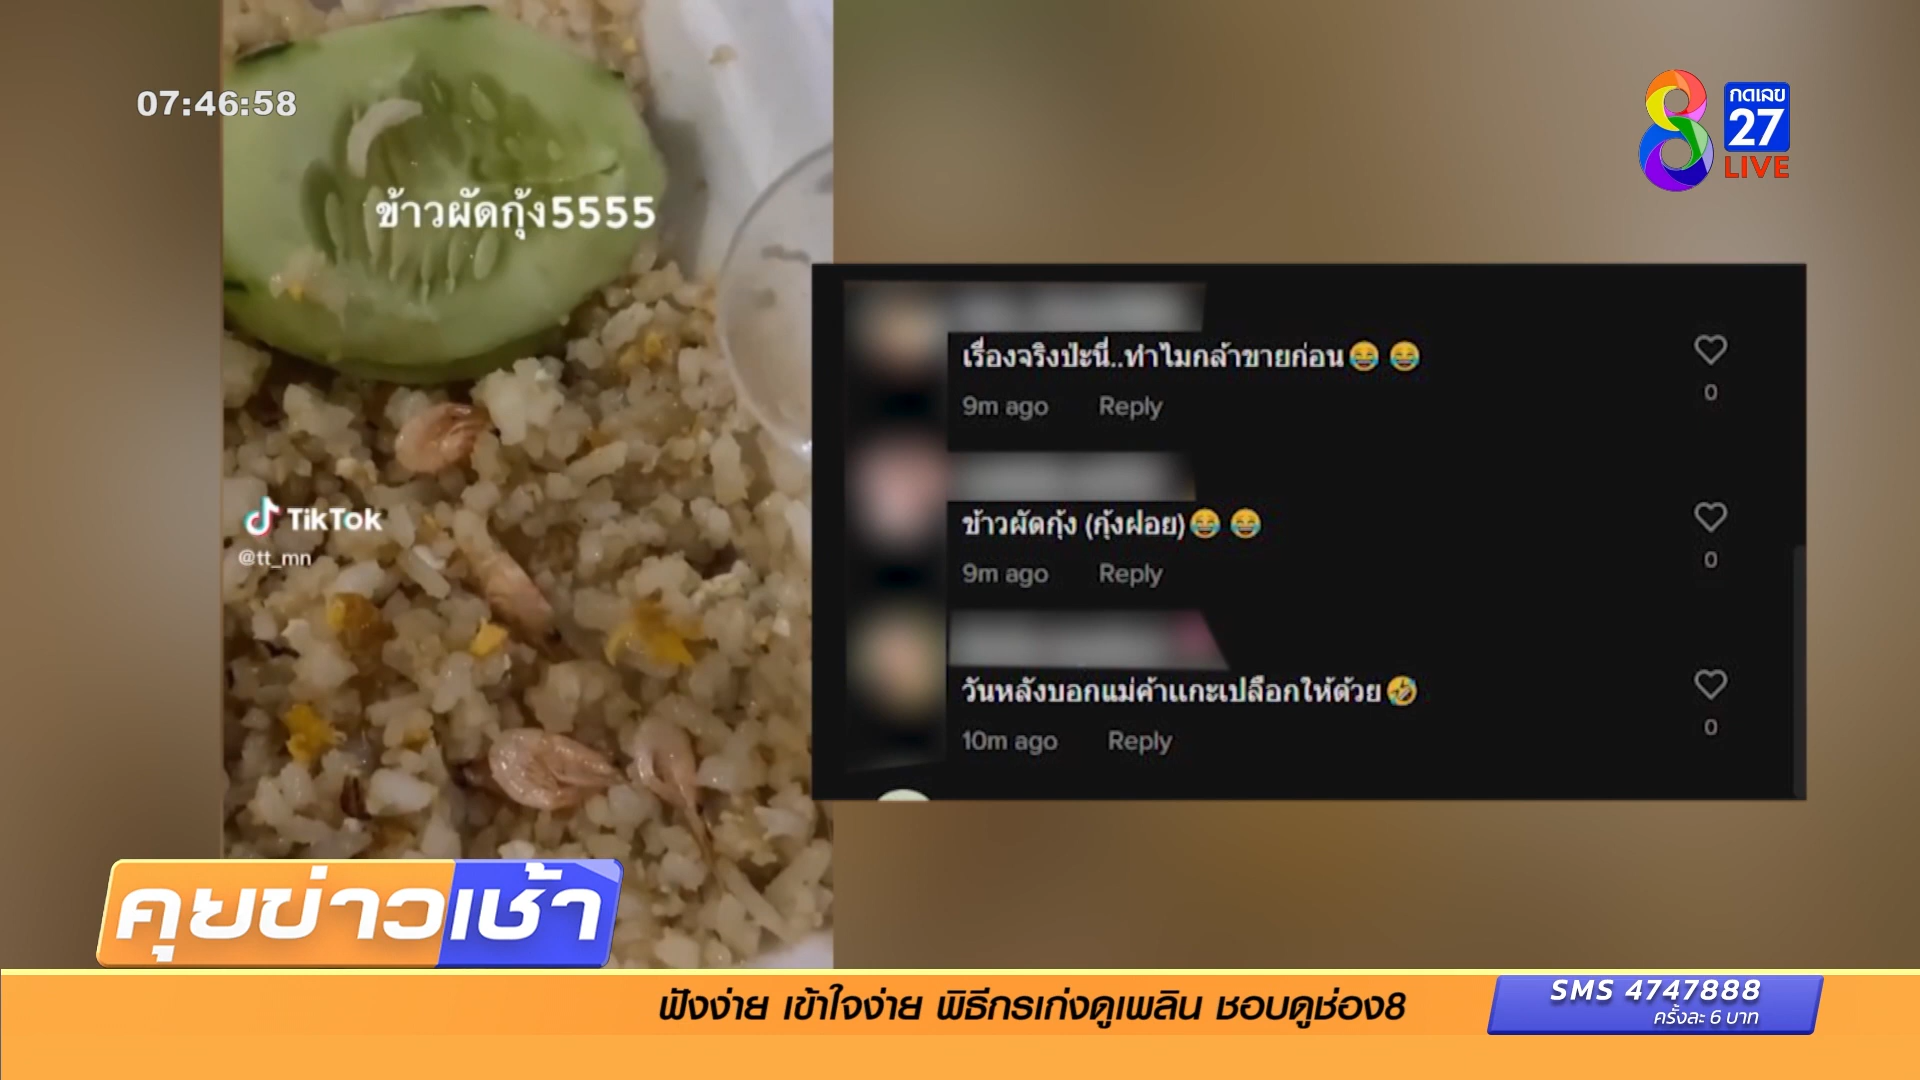 07:46:58
กดเลข
27
LIVE
ข้าวผัดกุ้ง5555
TikTok
@tt_mn
เรื่องจริงป่ะนี่..ทำไมกล้าขายก่อน😂 😂
9m ago Reply
0
ข้าวผัดกุ้ง (กุ้งฝอย)😂 😂
9m ago Reply
0
วันหลังบอกแม่ค้าแกะเปลือกให้ด้วย🤣
10m ago Reply
0
คุยข่าวเช้า
ฟังง่าย เข้าใจง่าย พิธีกรเก่งดูเพลิน ชอบดูช่อง8
SMS 4747888
ครั้งละ 6 บาท